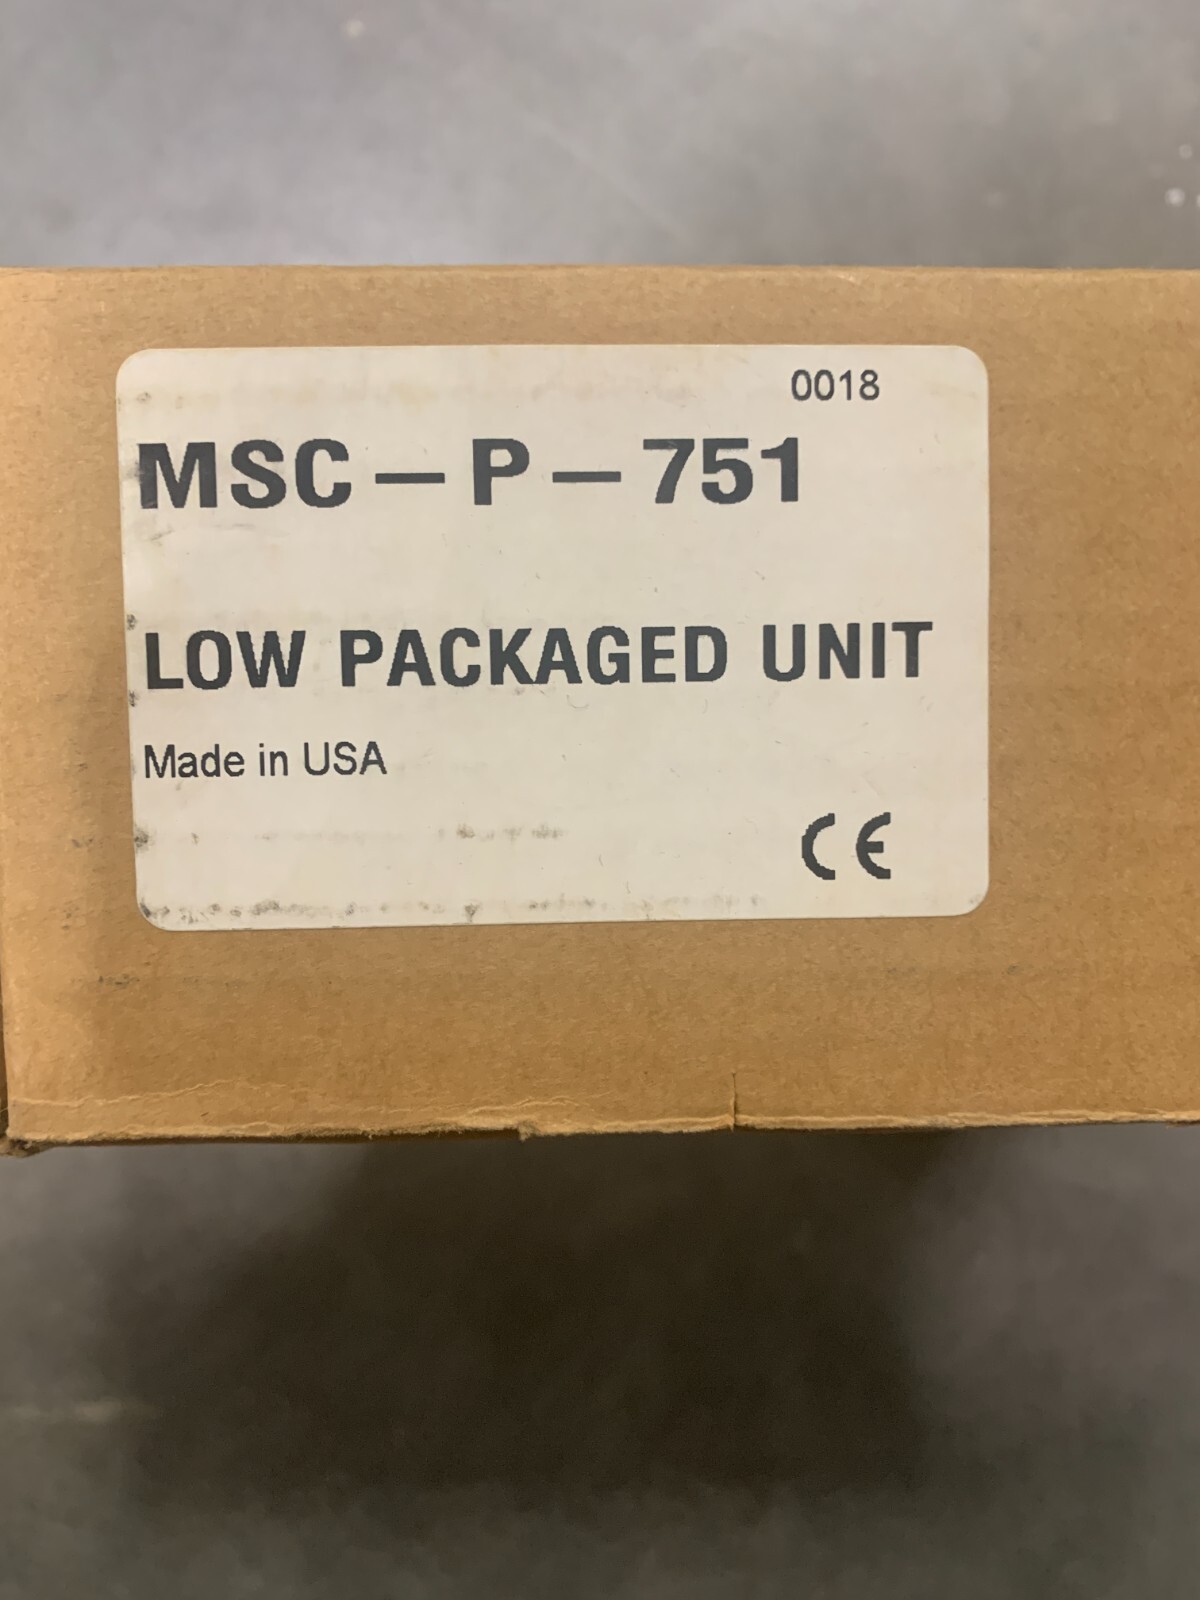 0018
MSC-P-751
LOW PACKAGED UNIT
Made in USA
CE